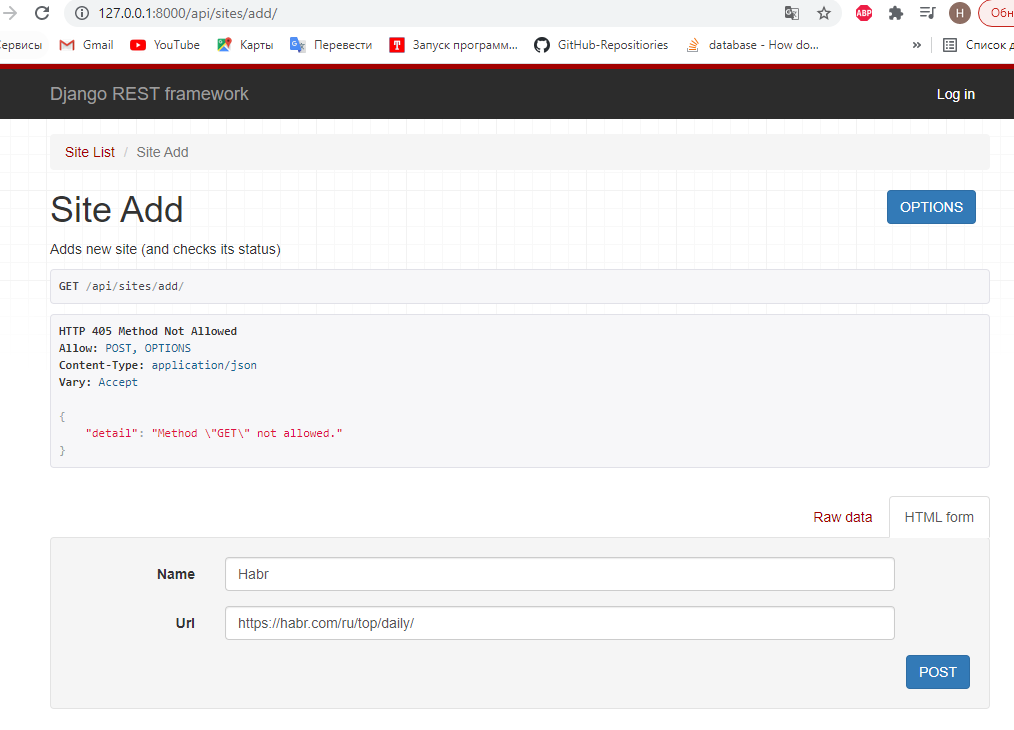 127.0.0.1:8000/api/sites/add/
ABP
H
Обн
ервисы Gmail YouTube Карты Перевести Запуск программ... GitHub-Repositiories database - How do... » Список д
Django REST framework Log in
Site List / Site Add
Site Add OPTIONS
Adds new site (and checks its status)
GET /api/sites/add/
HTTP 405 Method Not Allowed
Allow: POST, OPTIONS
Content-Type: application/json
Vary: Accept
{
"detail": "Method \"GET\" not allowed."
}
Raw data HTML form
Name Habr
Url https://habr.com/ru/top/daily/
POST